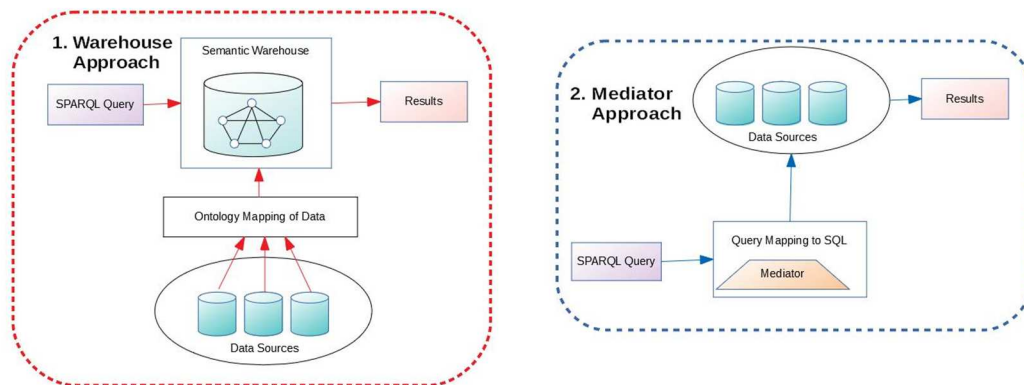 1. Warehouse
Approach
Semantic Warehouse
SPARQL Query
Results
Ontology Mapping of Data
Data Sources
2. Mediator
Approach
Data Sources
Results
Query Mapping to SQL
SPARQL Query
Mediator